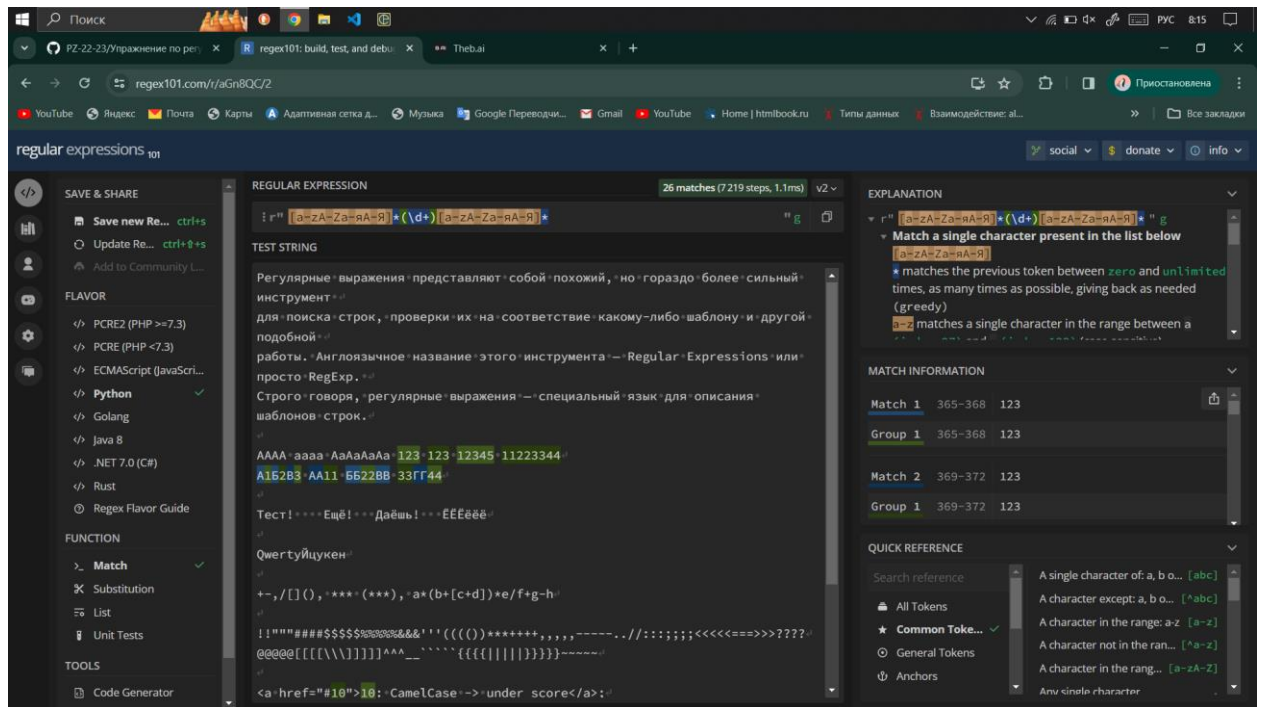 Поиск
РУС 8:15
PZ-22-23/Упражнение по рег
regex101: build, test, and debu
Theb.ai
regex101.com/r/aGn8QC/2
Приостановлена
YouTube Яндекс Почта Карты Адаптивная сетка д... Музыка Google Переводчи... Gmail YouTube Home | htmlbook.ru Типы данных Взаимодействие: al... » Все закладки
regular expressions 101
social donate info
SAVE & SHARE
Save new Re... ctrl+s
Update Re... ctrl+⇧+s
Add to Community L...
FLAVOR
PCRE2 (PHP >=7.3)
PCRE (PHP <7.3)
ECMAScript (JavaScri...
Python
Golang
Java 8
.NET 7.0 (C#)
Rust
Regex Flavor Guide
FUNCTION
Match
Substitution
List
Unit Tests
TOOLS
Code Generator
REGULAR EXPRESSION
26 matches (7 219 steps, 1.1ms)
v2
r" [a-zA-Zа-яА-Я]*(\d+)[a-zA-Zа-яА-Я]* " g
TEST STRING
Регулярные выражения представляют собой похожий, но гораздо более сильный
инструмент
для поиска строк, проверки их на соответствие какому-либо шаблону и другой
подобной
работы. Англоязычное название этого инструмента — Regular Expressions или
просто RegExp.
Строго говоря, регулярные выражения — специальный язык для описания
шаблонов строк.
AAAA aaaa AaAaAaAa 123 123 12345 11223344
А1Б2В3 АА11 ББ22ВВ 33ГГ44
Тест! Ещё! Даёшь! ЁЁЁёёё
QwertyЙцукен
+-,/[](), *** (***), a*(b+[c+d])*e/f+g-h
<a href="#10">10: CamelCase -> under score</a>;
EXPLANATION
r" [a-zA-Zа-яА-Я]*(\d+)[a-zA-Zа-яА-Я]* " g
Match a single character present in the list below
[a-zA-Zа-яА-Я]
* matches the previous token between zero and unlimited
times, as many times as possible, giving back as needed
(greedy)
a-z matches a single character in the range between a
MATCH INFORMATION
Match 1 365-368 123
Group 1 365-368 123
Match 2 369-372 123
Group 1 369-372 123
QUICK REFERENCE
Search reference
All Tokens
Common Toke...
General Tokens
Anchors
A single character of: a, b o... [abc]
A character except: a, b o... [^abc]
A character in the range: a-z [a-z]
A character not in the ran... [^a-z]
A character in the rang... [a-zA-Z]
Any single character